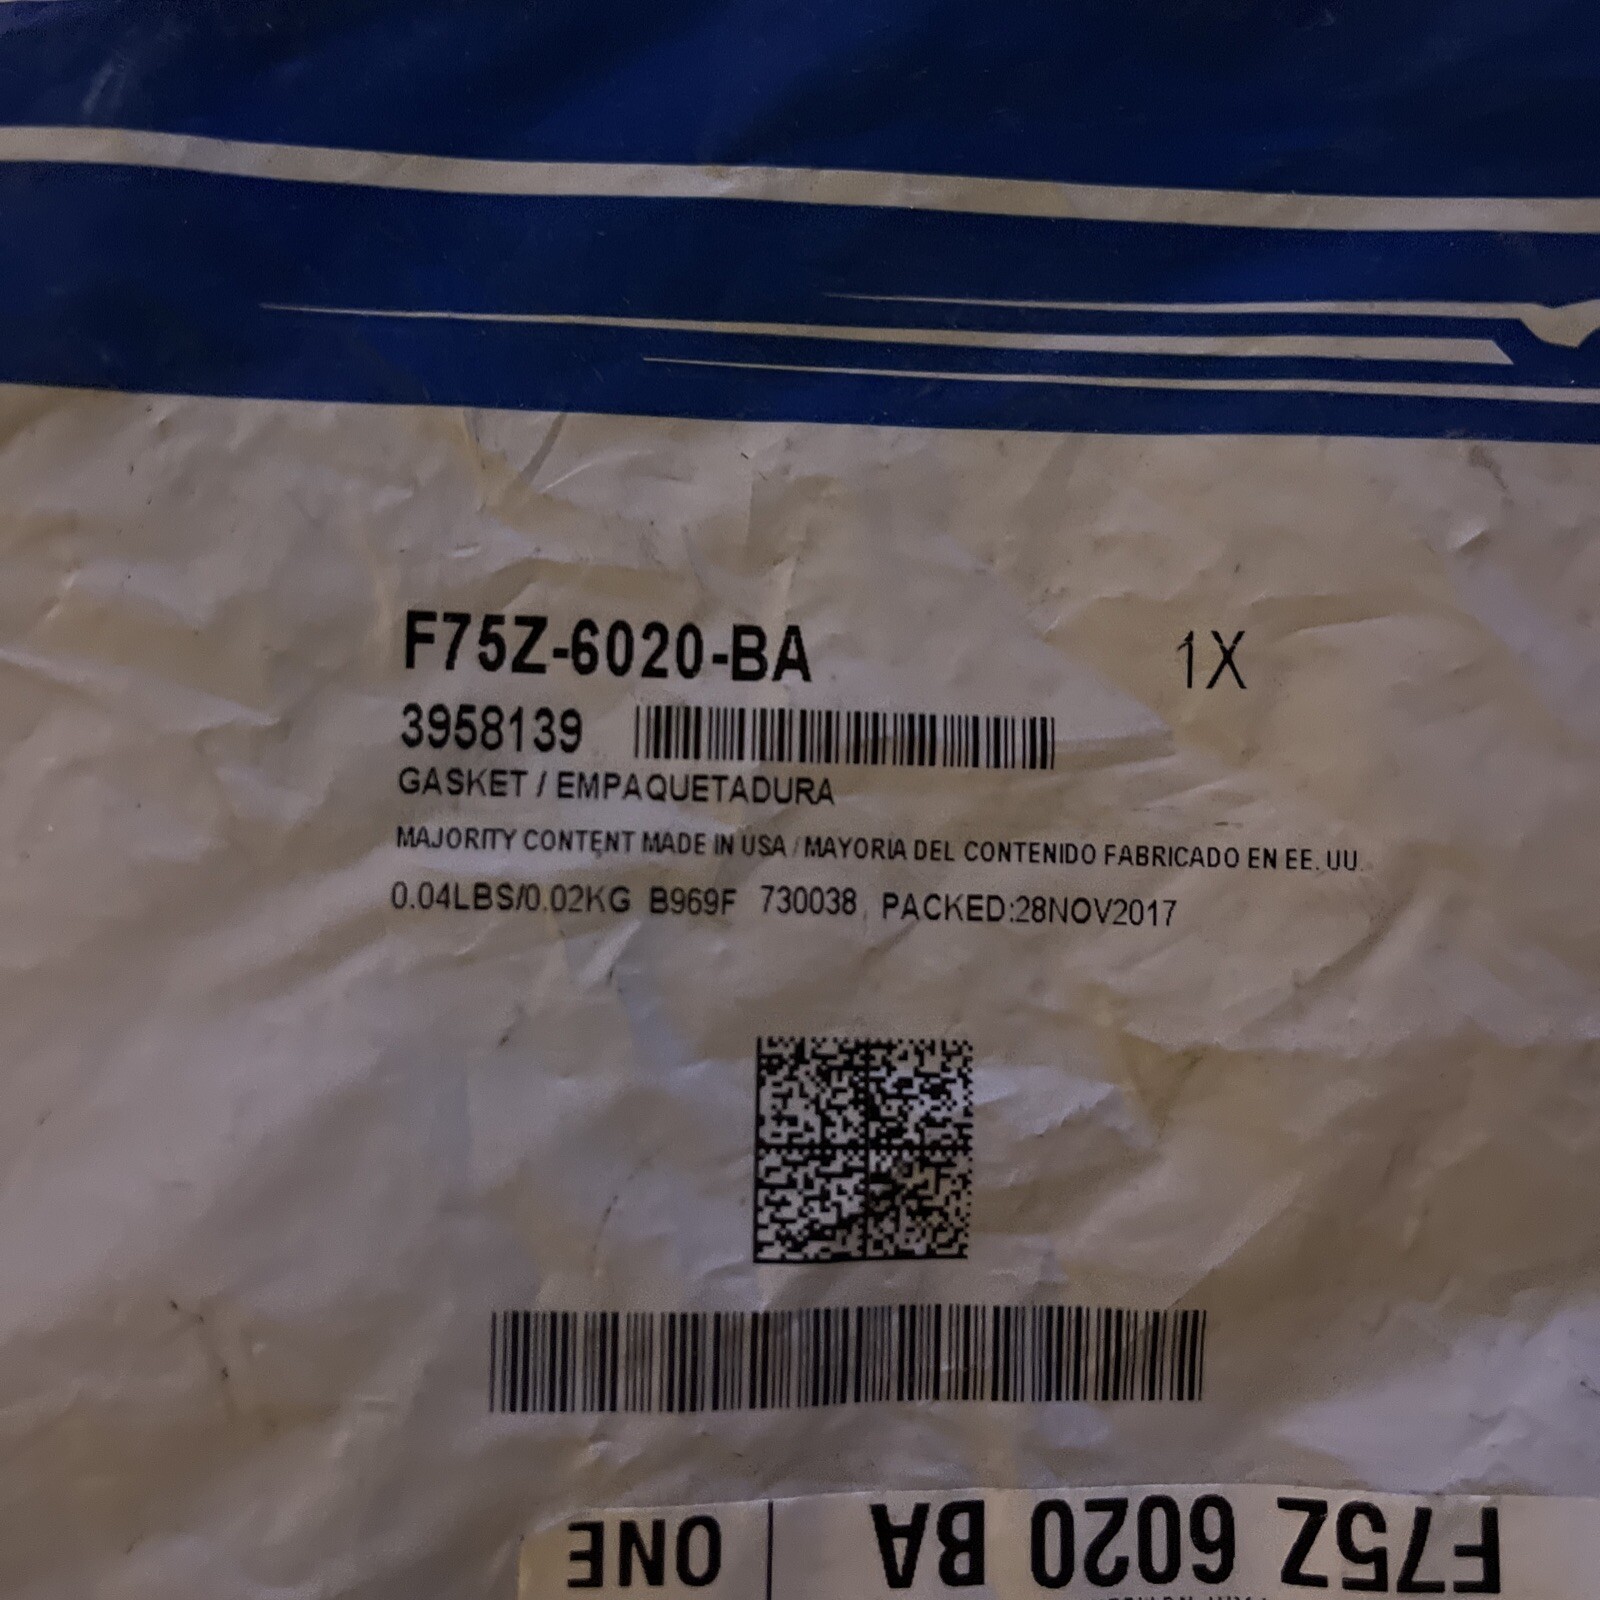 F75Z-6020-BA 1X
3958139
GASKET / EMPAQUETADURA
MAJORITY CONTENT MADE IN USA / MAYORIA DEL CONTENIDO FABRICADO EN EE. UU.
0.04LBS/0.02KG B969F 730038 PACKED:28NOV2017
F75Z 6020 BA ONE